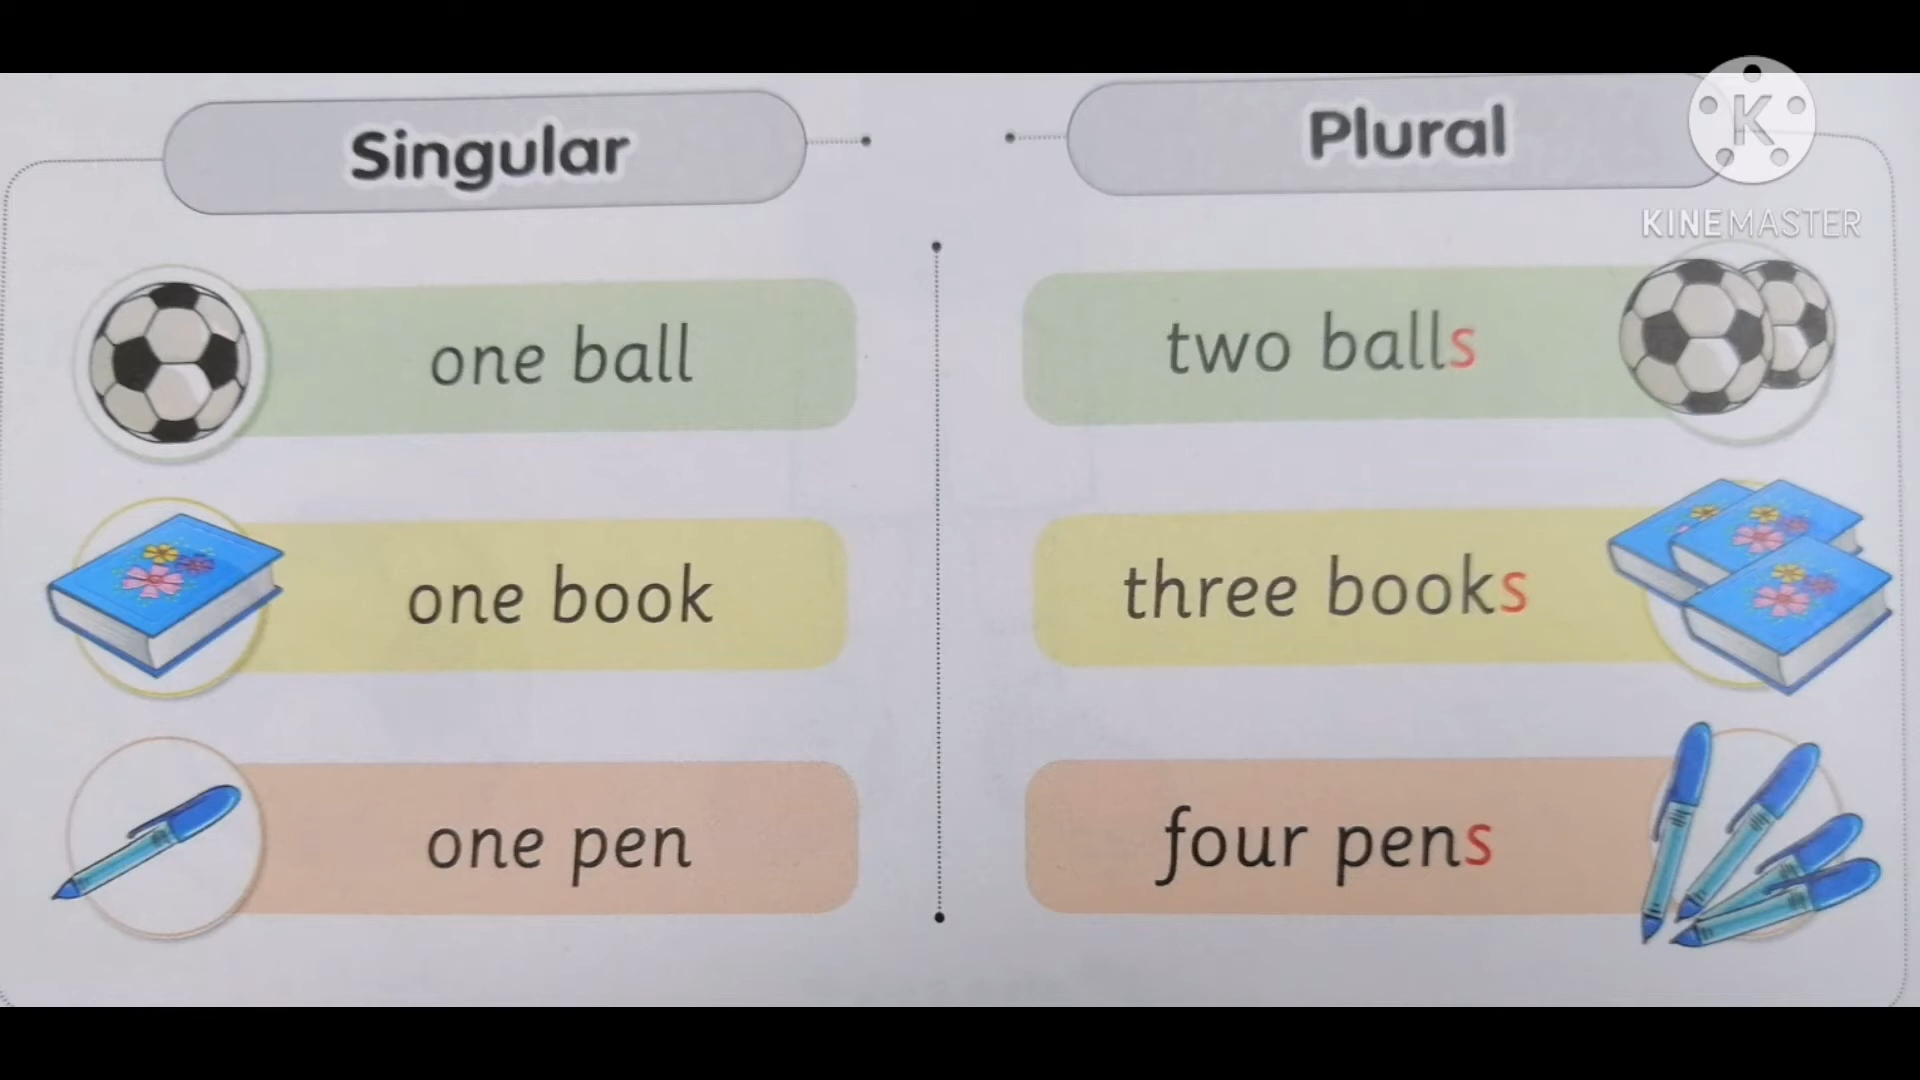 Singular
Plural
K
KINEMASTER
one ball
two balls
one book
three books
one pen
four pens